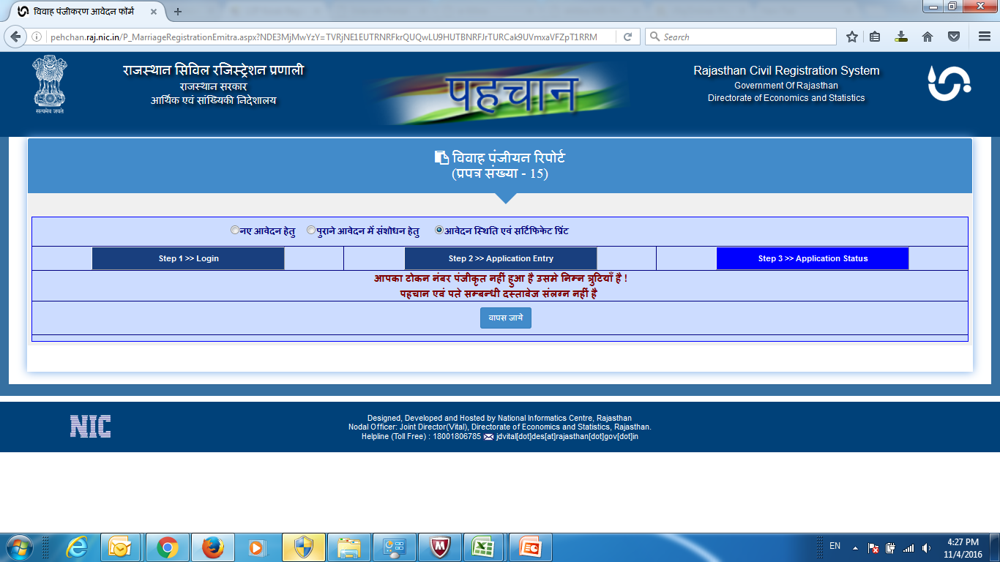 विवाह पंजीकरण आवेदन फॉर्म
pehchan.raj.nic.in/P_MarriageRegistrationEmitra.aspx?NDE3MjMwYzY=TVRjNE1EUTRNRFkrQUQwLU9HUTBNRFJrTURCak9UVmxaVFZpT1RRM
Search
सत्यमेव जयते
राजस्थान सिविल रजिस्ट्रेशन प्रणाली
राजस्थान सरकार
आर्थिक एवं सांख्यिकी निदेशालय
पहचान
Rajasthan Civil Registration System
Government Of Rajasthan
Directorate of Economics and Statistics
विवाह पंजीयन रिपोर्ट
(प्रपत्र संख्या - 15)
नए आवेदन हेतु पुराने आवेदन में संशोधन हेतु आवेदन स्थिति एवं सर्टिफिकेट प्रिंट
Step 1 >> Login Step 2 >> Application Entry Step 3 >> Application Status
आपका टोकन नंबर पंजीकृत नहीं हुआ है उसमे निम्न त्रुटियाँ है !
पहचान एवं पते सम्बन्धी दस्तावेज संलग्न नहीं है
वापस जाये
NIC
Designed, Developed and Hosted by National Informatics Centre, Rajasthan
Nodal Officer: Joint Director(Vital), Directorate of Economics and Statistics, Rajasthan.
Helpline (Toll Free) : 18001806785 jdvital[dot]des[at]rajasthan[dot]gov[dot]in
EN
4:27 PM
11/4/2016